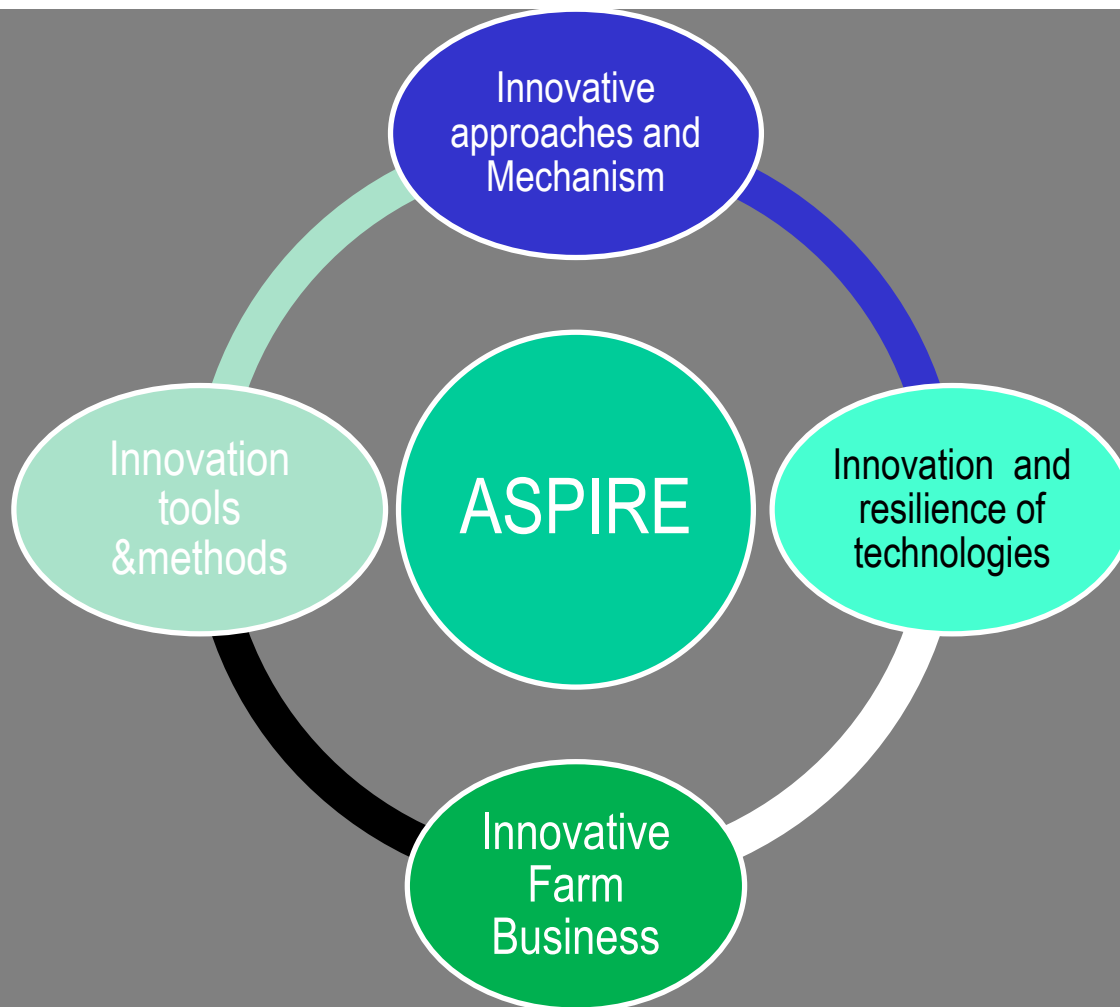 Innovative
approaches and
Mechanism
Innovation
tools
&methods
ASPIRE
Innovation  and
resilience of
technologies
Innovative
Farm
Business